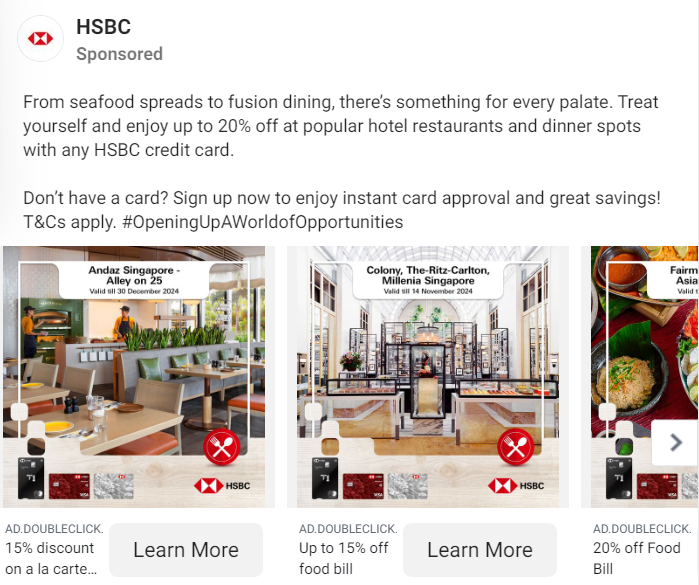 HSBC
Sponsored
From seafood spreads to fusion dining, there's something for every palate. Treat
yourself and enjoy up to 20% off at popular hotel restaurants and dinner spots
with any HSBC credit card.
Don't have a card? Sign up now to enjoy instant card approval and great savings!
T&Cs apply. #OpeningUpAWorldofOpportunities
Andaz Singapore -
Alley on 25
Valid till 30 December 2024
HSBC
AD.DOUBLECLICK.
15% discount
on a la carte...
Learn More
Colony, The-Ritz-Carlton,
Millenia Singapore
Valid till 14 November 2024
HSBC
AD.DOUBLECLICK.
Up to 15% off
food bill
Learn More
Fairm
Asia
Valid t
AD.DOUBLECLICK.
20% off Food
Bill